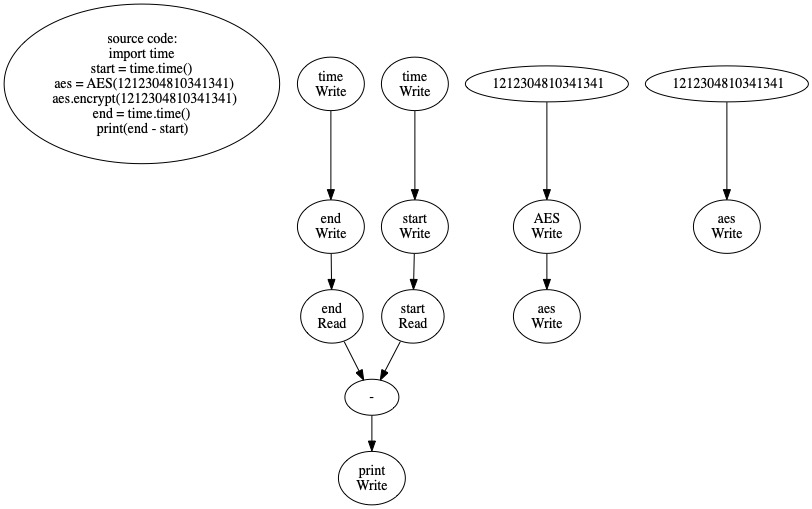 source code:
import time
start = time.time()
aes = AES(1212304810341341)
aes.encrypt(1212304810341341)
end = time.time()
print(end - start)
time
Write
time
Write
1212304810341341
1212304810341341
end
Write
start
Write
AES
Write
aes
Write
end
Read
start
Read
aes
Write
-
print
Write